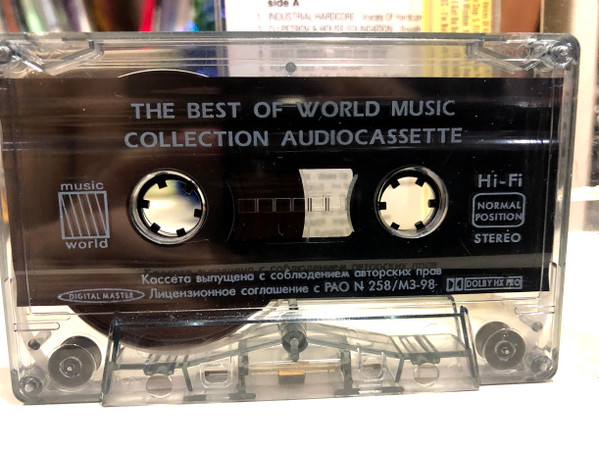 side A
1. INDUSTRIAL HARDCORE
THE BEST OF WORLD MUSIC
COLLECTION AUDIOCASSETTE
music
world
Hi-Fi
NORMAL
POSITION
STEREO
Кассета выпущена с соблюдением авторских прав
DIGITAL MASTER
Лицензионное соглашение с РАО N 258/МЗ-98
DOLBY HX PRO